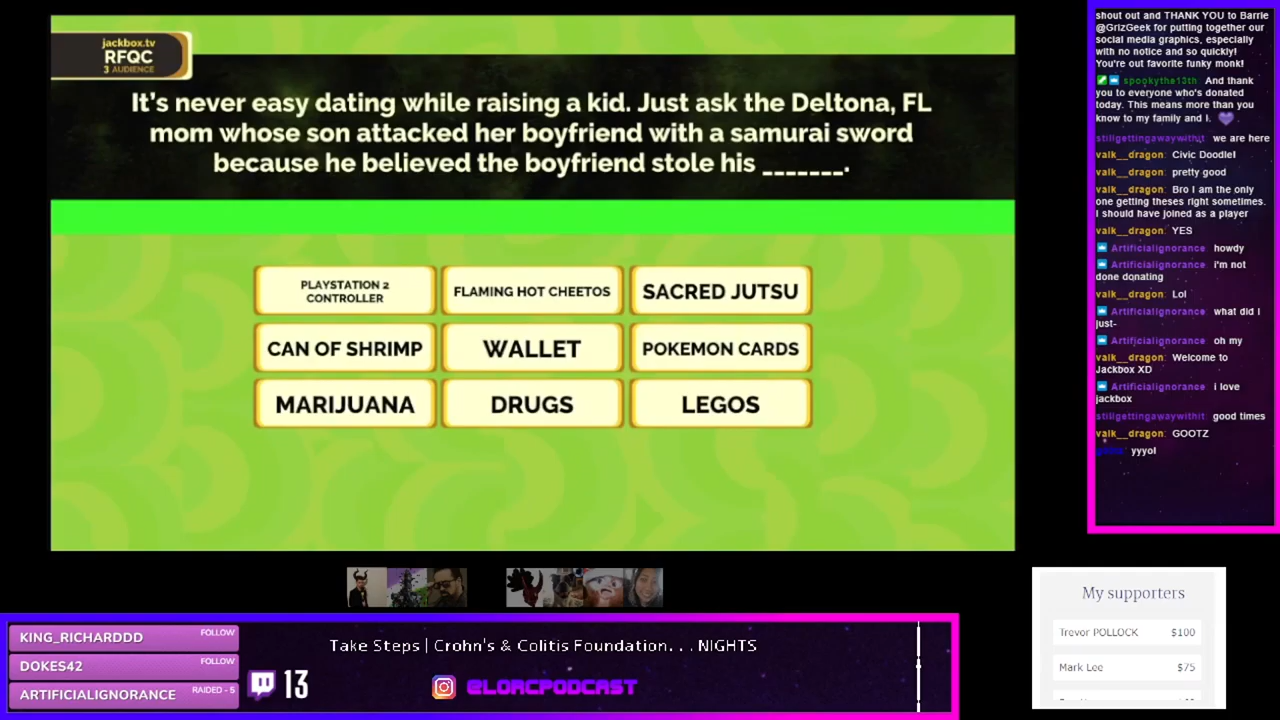 jackbox.tv
RFQC
3 AUDIENCE
It's never easy dating while raising a kid. Just ask the Deltona, FL
mom whose son attacked her boyfriend with a samurai sword
because he believed the boyfriend stole his _______.
PLAYSTATION 2
CONTROLLER
FLAMING HOT CHEETOS
SACRED JUTSU
CAN OF SHRIMP
WALLET
POKEMON CARDS
MARIJUANA
DRUGS
LEGOS
shout out and THANK YOU to Barrie
@GrizGeek for putting together our
social media graphics, especially
with no notice and so quickly!
You're out favorite funky monk!
spookythe13th: And thank
you to everyone who's donated
today. This means more than you
know to my family and I.
stillgettingawaywithit: we are here
valk__dragon: Civic Doodle!
valk__dragon: pretty good
valk__dragon: Bro I am the only
one getting theses right sometimes.
I should have joined as a player
valk__dragon: YES
Artificialignorance: howdy
Artificialignorance: i'm not
done donating
valk__dragon: Lol
Artificialignorance: what did I
just-
Artificialignorance: oh my
valk__dragon: Welcome to
Jackbox XD
Artificialignorance: i love
jackbox
stillgettingawaywithit: good times
valk__dragon: GOOTZ
yyyo!
KING_RICHARDDD FOLLOW
DOKES42 FOLLOW
ARTIFICIALIGNORANCE RAIDED - 5
13
Take Steps | Crohn's & Colitis Foundation. . . NIGHTS
@LORCPODCAST
My supporters
Trevor POLLOCK $100
Mark Lee $75